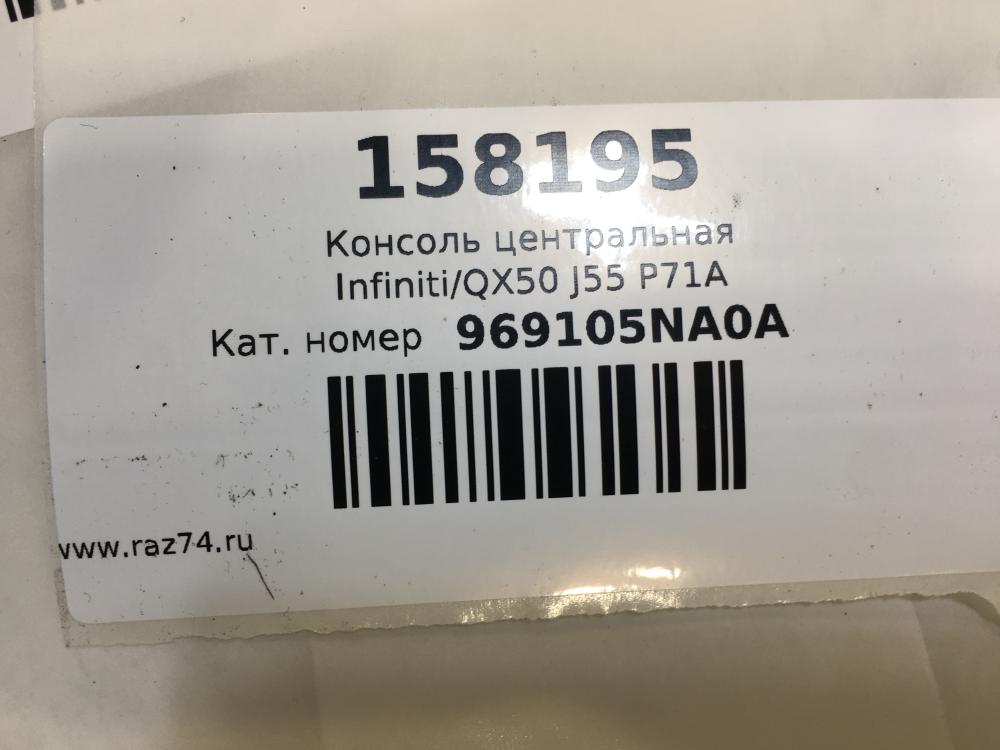 158195
Консоль центральная
Infiniti/QX50 J55 P71A
Кат. номер 969105NA0A
www.raz74.ru